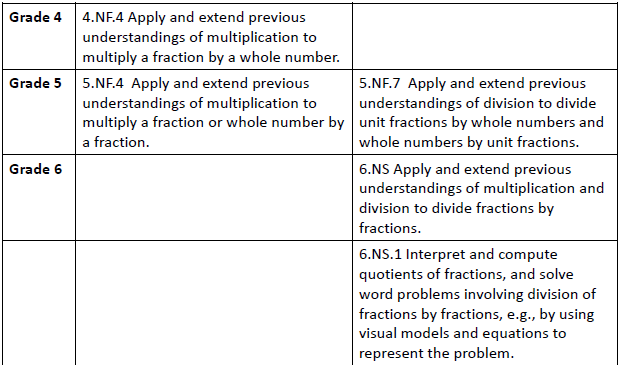 Grade 4
4.NF.4 Apply and extend previous
understandings of multiplication to
multiply a fraction by a whole number.
Grade 5
5.NF.4  Apply and extend previous
understandings of multiplication to
multiply a fraction or whole number by
a fraction.
5.NF.7  Apply and extend previous
understandings of division to divide
unit fractions by whole numbers and
whole numbers by unit fractions.
Grade 6
6.NS Apply and extend previous
understandings of multiplication and
division to divide fractions by
fractions.
6.NS.1 Interpret and compute
quotients of fractions, and solve
word problems involving division of
fractions by fractions, e.g., by using
visual models and equations to
represent the problem.